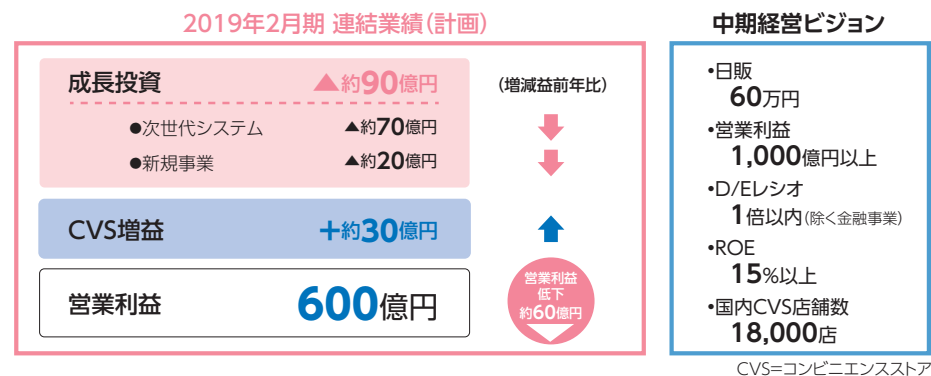 2019年2月期 連結業績(計画)
成長投資 ▲約90億円 (増減益前年比)
●次世代システム ▲約70億円
●新規事業 ▲約20億円
CVS増益 +約30億円
営業利益 600億円
営業利益
低下
約60億円
中期経営ビジョン
•日販
60万円
•営業利益
1,000億円以上
•D/Eレシオ
1倍以内(除く金融事業)
•ROE
15%以上
•国内CVS店舗数
18,000店
CVS=コンビニエンスストア